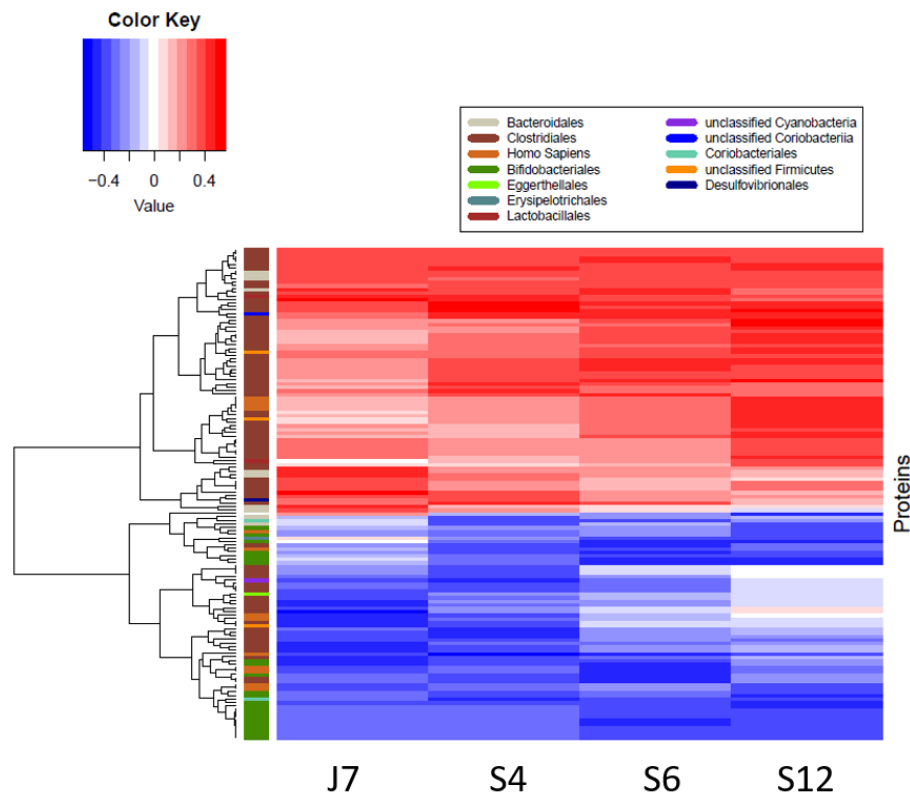 Color Key
−0.4 0 0.4
Value
Bacteroidales
Clostridiales
Homo Sapiens
Bifidobacteriales
Eggerthellales
Erysipelotrichales
Lactobacillales
unclassified Cyanobacteria
unclassified Coriobacteriia
Coriobacteriales
unclassified Firmicutes
Desulfovibrionales
Proteins
J7 S4 S6 S12